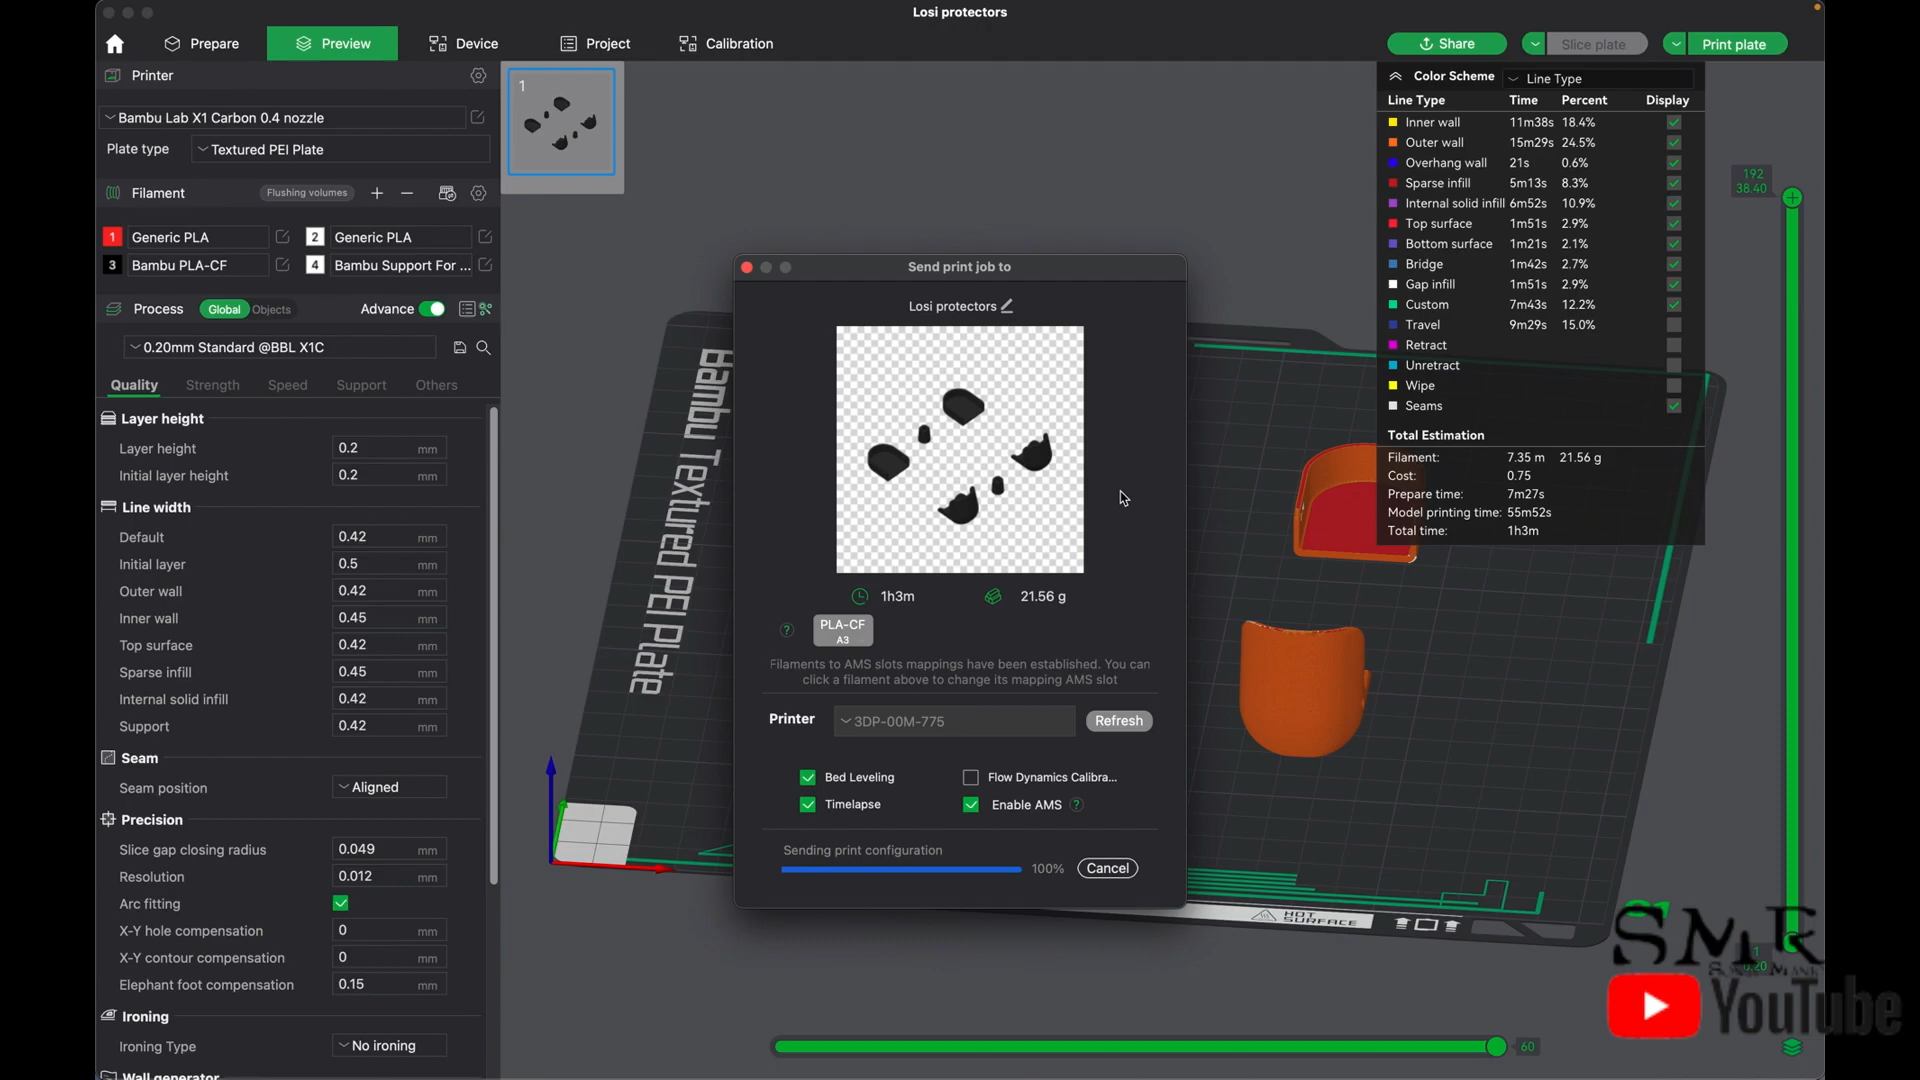 Losi protectors
Prepare
Preview
Device
Project
Calibration
Share
Slice plate
Print plate
Printer
Bambu Lab X1 Carbon 0.4 nozzle
Plate type
Textured PEI Plate
Filament
Flushing volumes
1 Generic PLA
2 Generic PLA
3 Bambu PLA-CF
4 Bambu Support For ...
Process
Global
Objects
Advance
0.20mm Standard @BBL X1C
Quality
Strength
Speed
Support
Others
Layer height
Layer height 0.2 mm
Initial layer height 0.2 mm
Line width
Default 0.42 mm
Initial layer 0.5 mm
Outer wall 0.42 mm
Inner wall 0.45 mm
Top surface 0.42 mm
Sparse infill 0.45 mm
Internal solid infill 0.42 mm
Support 0.42 mm
Seam
Seam position Aligned
Precision
Slice gap closing radius 0.049 mm
Resolution 0.012 mm
Arc fitting
X-Y hole compensation 0 mm
X-Y contour compensation 0 mm
Elephant foot compensation 0.15 mm
Ironing
Ironing Type No ironing
Wall generator
1
Bambu Textured PEI Plate
Send print job to
Losi protectors
1h3m
21.56 g
PLA-CF
A3
Filaments to AMS slots mappings have been established. You can
click a filament above to change its mapping AMS slot
Printer
3DP-00M-775
Refresh
Bed Leveling
Flow Dynamics Calibra...
Timelapse
Enable AMS
Sending print configuration
100%
Cancel
Color Scheme
Line Type
Line Type Time Percent Display
Inner wall 11m38s 18.4%
Outer wall 15m29s 24.5%
Overhang wall 21s 0.6%
Sparse infill 5m13s 8.3%
Internal solid infill 6m52s 10.9%
Top surface 1m51s 2.9%
Bottom surface 1m21s 2.1%
Bridge 1m42s 2.7%
Gap infill 1m51s 2.9%
Custom 7m43s 12.2%
Travel 9m29s 15.0%
Retract
Unretract
Wipe
Seams
Total Estimation
Filament: 7.35 m 21.56 g
Cost: 0.75
Prepare time: 7m27s
Model printing time: 55m52s
Total time: 1h3m
192
38.40
HOT
SURFACE
60
SMR
YouTube